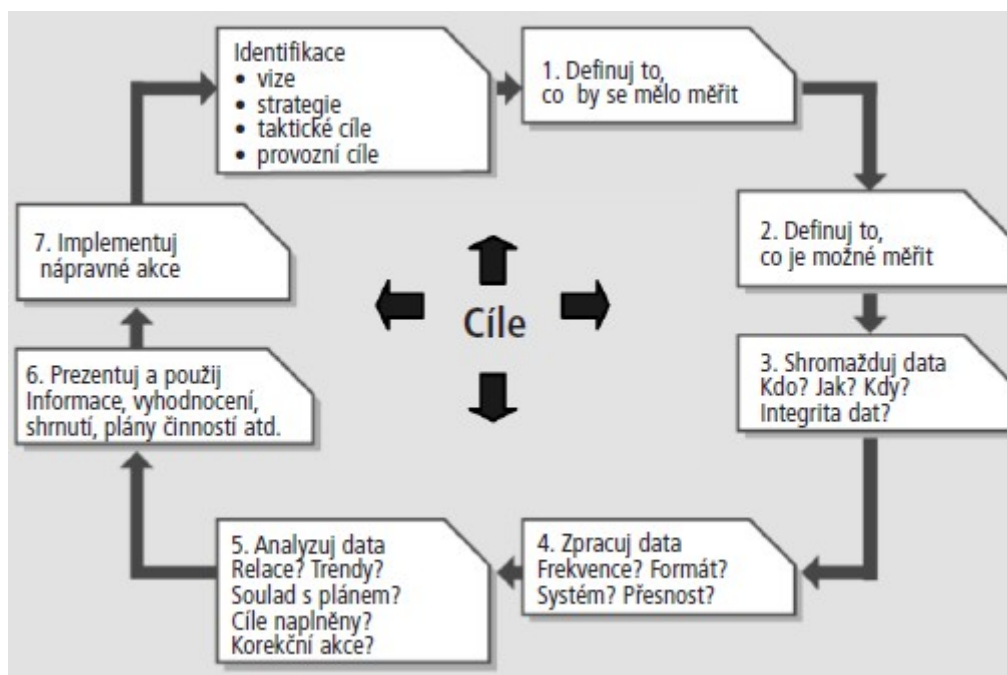 Identifikace
• vize
• strategie
• taktické cíle
• provozní cíle
1. Definuj to,
co by se mělo měřit
2. Definuj to,
co je možné měřit
3. Shromažduj data
Kdo? Jak? Kdy?
Integrita dat?
4. Zpracuj data
Frekvence? Formát?
Systém? Přesnost?
5. Analyzuj data
Relace? Trendy?
Soulad s plánem?
Cíle naplněny?
Korekční akce?
6. Prezentuj a použij
Informace, vyhodnocení,
shrnutí, plány činností atd.
7. Implementuj
nápravné akce
Cíle